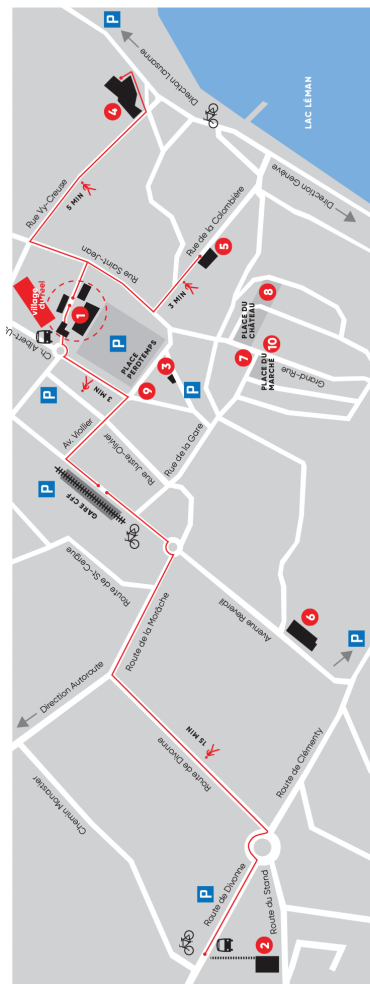 P
Direction Lausanne
4
LAC LÉMAN
Rue Vy-Creuse
5 MIN
Direction Genève
Rue Saint-Jean
Rue de la Colombière
5
3 MIN
village
du réel
1
Ch. Albert-U
P
PLACE
PERDTEMPS
8
PLACE DU
CHÂTEAU
10
7
PLACE DU
MARCHÉ
Grand-Rue
3
P
9
3 MIN
P
Av. Viollier
Rue Juste-Olivier
Rue de la Gare
P
GARE CFF
Route de St-Cergue
Route de la Morâche
Avenue Reverdil
6
P
Direction Autoroute
15 MIN
Route de Divonne
Route de Clémenty
Chemin Monastier
P
Route de Divonne
Route du Stand
2